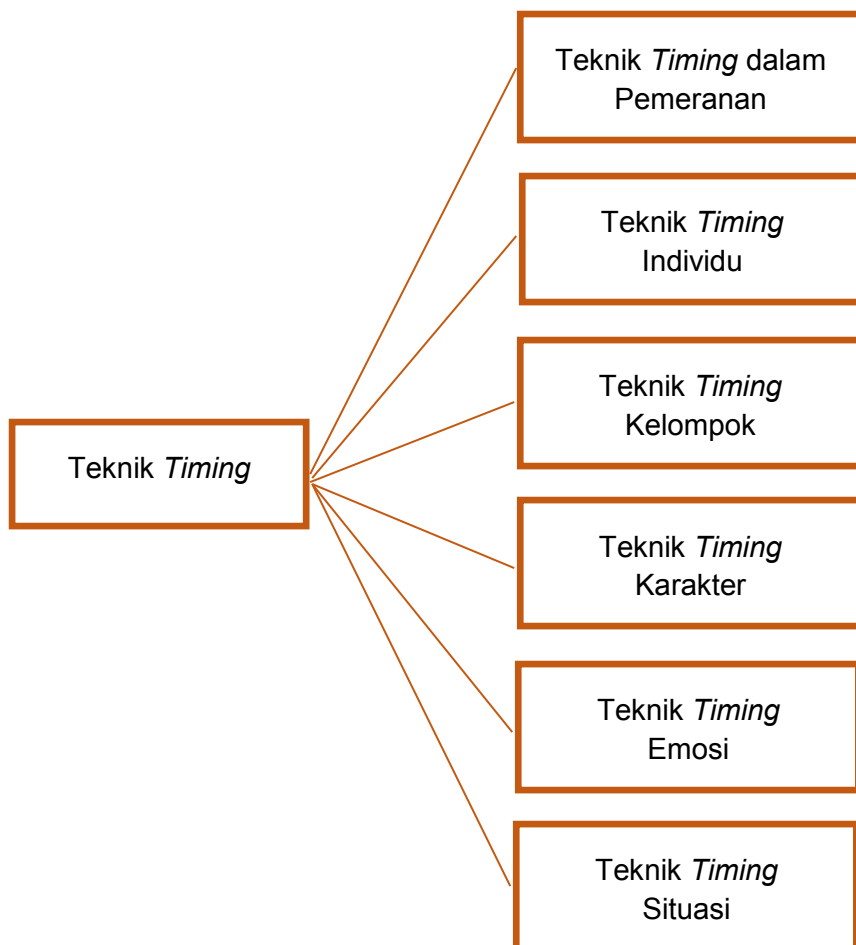 Teknik Timing
Teknik Timing dalam
Pemeranan
Teknik Timing
Individu
Teknik Timing
Kelompok
Teknik Timing
Karakter
Teknik Timing
Emosi
Teknik Timing
Situasi